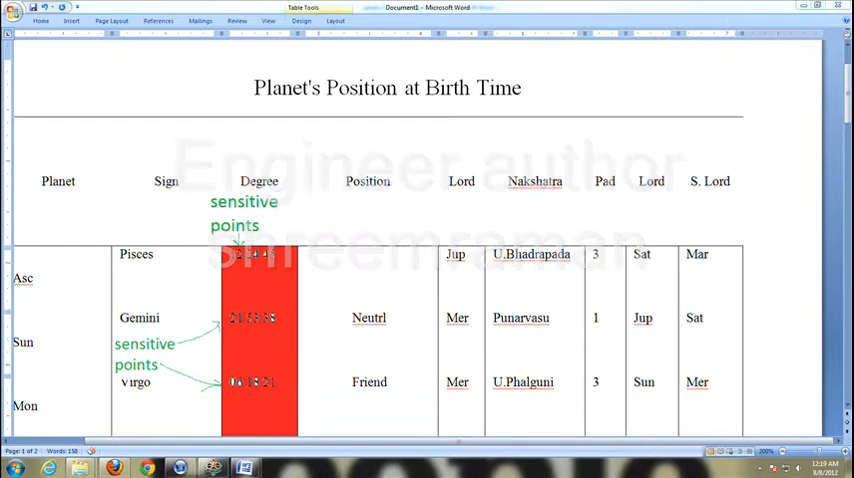 Table Tools
Document1 - Microsoft Word
Home Insert Page Layout References Mailings Review View Design Layout
Planet's Position at Birth Time
Engineer author
Planet Sign Degree Position Lord Nakshatra Pad Lord S. Lord
sensitive
points
shreemraman
Pisces Jup U.Bhadrapada 3 Sat Mar
Asc
Gemini 21 53 38 Neutrl Mer Punarvasu 1 Jup Sat
Sun
sensitive
points
Virgo 06 18 21 Friend Mer U.Phalguni 3 Sun Mer
Mon
Page: 1 of 2 Words: 158 200%
12:19 AM
8/8/2012